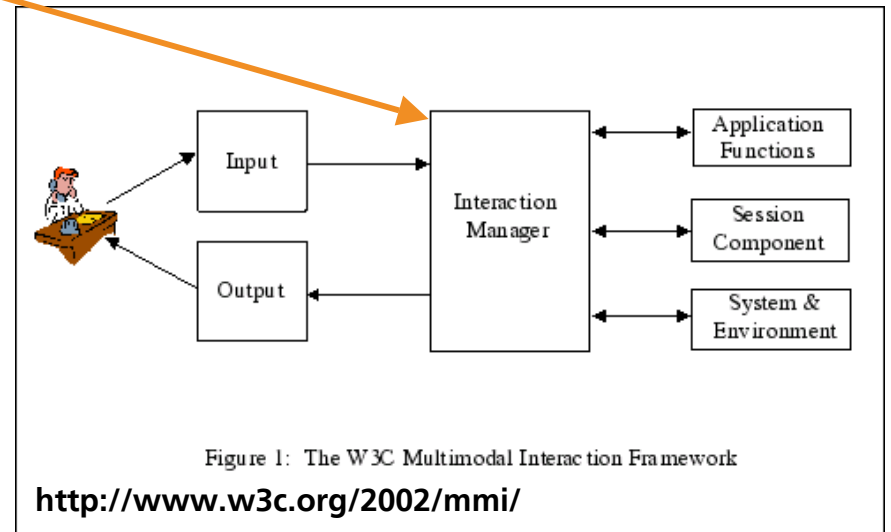 Input
Output
Interaction
Manager
Application
Functions
Session
Component
System &
Environment
Figure 1: The W3C Multimodal Interaction Framework
http://www.w3c.org/2002/mmi/